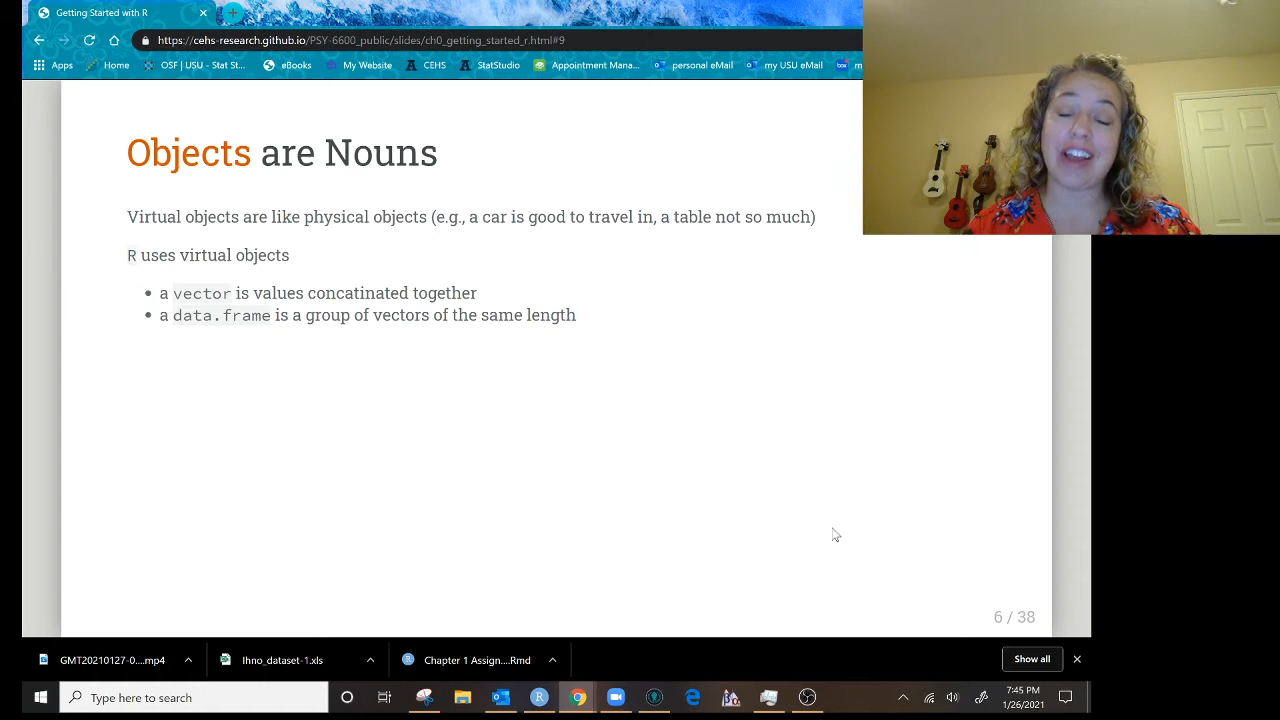 Getting Started with R
https://cehs-research.github.io/PSY-6600_public/slides/ch0_getting_started_r.html#9
Apps Home OSF | USU - Stat St... eBooks My Website CEHS StatStudio Appointment Mana... personal eMail my USU eMail box m
Objects are Nouns
Virtual objects are like physical objects (e.g., a car is good to travel in, a table not so much)
R uses virtual objects
• a vector is values concatinated together
• a data.frame is a group of vectors of the same length
6 / 38
GMT20210127-0....mp4 Ihno_dataset-1.xls Chapter 1 Assign....Rmd Show all
Type here to search
7:45 PM
1/26/2021